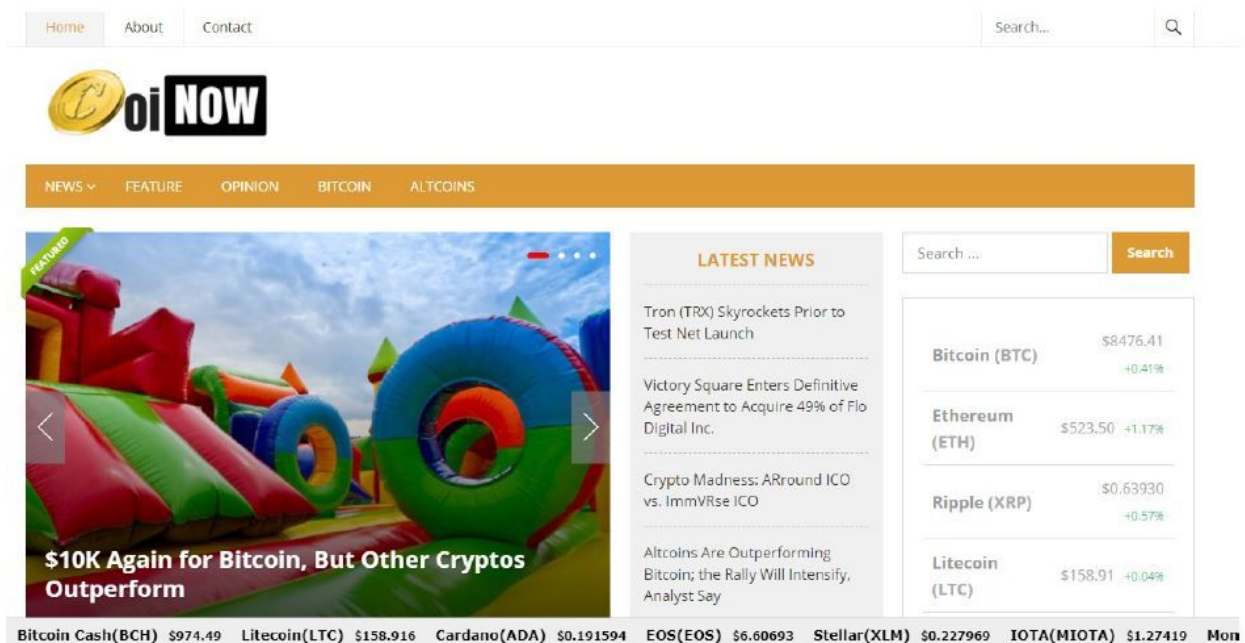 Home About Contact Search...
CoiNOW
NEWS FEATURE OPINION BITCOIN ALTCOINS
FEATURED
$10K Again for Bitcoin, But Other Cryptos
Outperform
LATEST NEWS
Tron (TRX) Skyrockets Prior to
Test Net Launch
Victory Square Enters Definitive
Agreement to Acquire 49% of Flo
Digital Inc.
Crypto Madness: ARround ICO
vs. ImmVRse ICO
Altcoins Are Outperforming
Bitcoin; the Rally Will Intensify,
Analyst Say
Search ... Search
Bitcoin (BTC) $8476.41
+0.41%
Ethereum
(ETH) $523.50 +1.17%
Ripple (XRP) $0.63930
+0.57%
Litecoin
(LTC) $158.91 +0.04%
Bitcoin Cash(BCH) $974.49 Litecoin(LTC) $158.916 Cardano(ADA) $0.191594 EOS(EOS) $6.60693 Stellar(XLM) $0.227969 IOTA(MIOTA) $1.27419 Mon